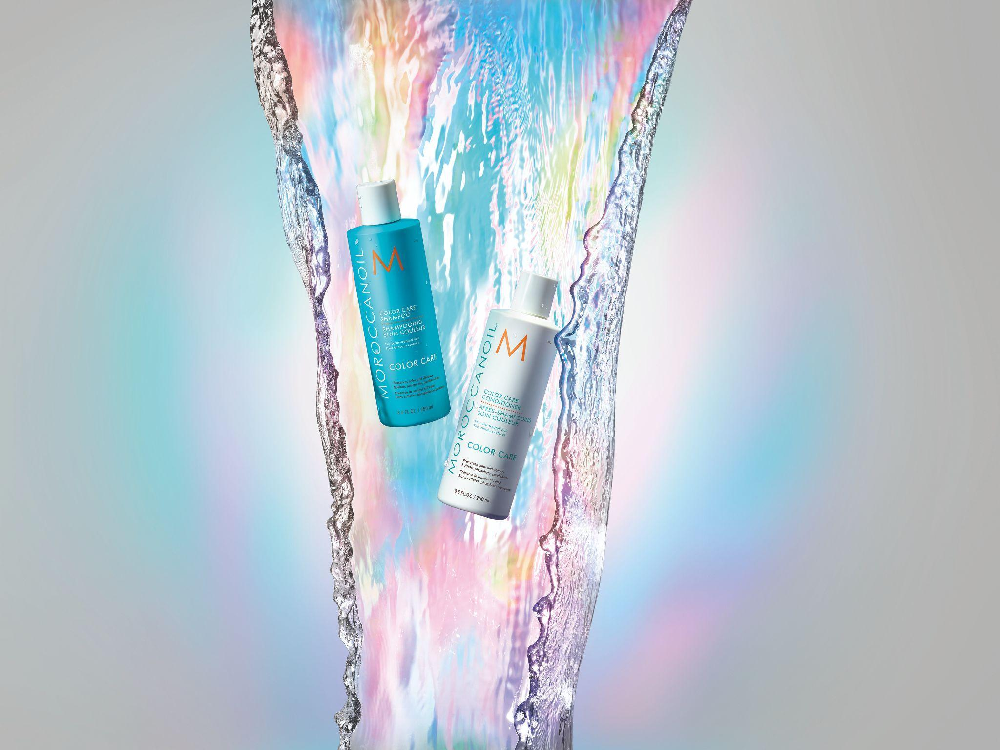 M
MOROCCANOIL.
COLOR CARE
SHAMPOO
SHAMPOOING
SOIN COULEUR
For color-treated hair
Pour cheveux colorés
COLOR CARE
Preserves color and vibrancy
Sulfate, phosphate, paraben-free
Préserve la couleur et l'éclat
Sans sulfates, phosphates ni parabens
8.5 FL.OZ. / 250 ml
M
MOROCCANOIL.
COLOR CARE
CONDITIONER
APRÈS-SHAMPOOING
SOIN COULEUR
For color-treated hair
Pour cheveux colorés
COLOR CARE
Preserves color and vibrancy
Sulfate, phosphate, paraben-free
Préserve la couleur et l'éclat
Sans sulfates, phosphates ni parabens
8.5 FL.OZ. / 250 ml